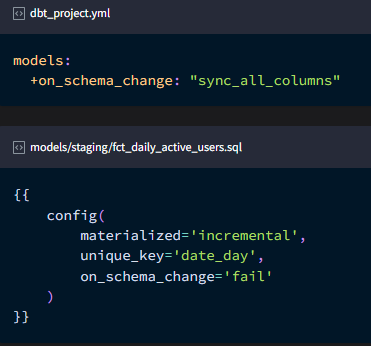 dbt_project.yml
models:
  +on_schema_change: "sync_all_columns"
models/staging/fct_daily_active_users.sql
{{
    config(
        materialized='incremental',
        unique_key='date_day',
        on_schema_change='fail'
    )
}}